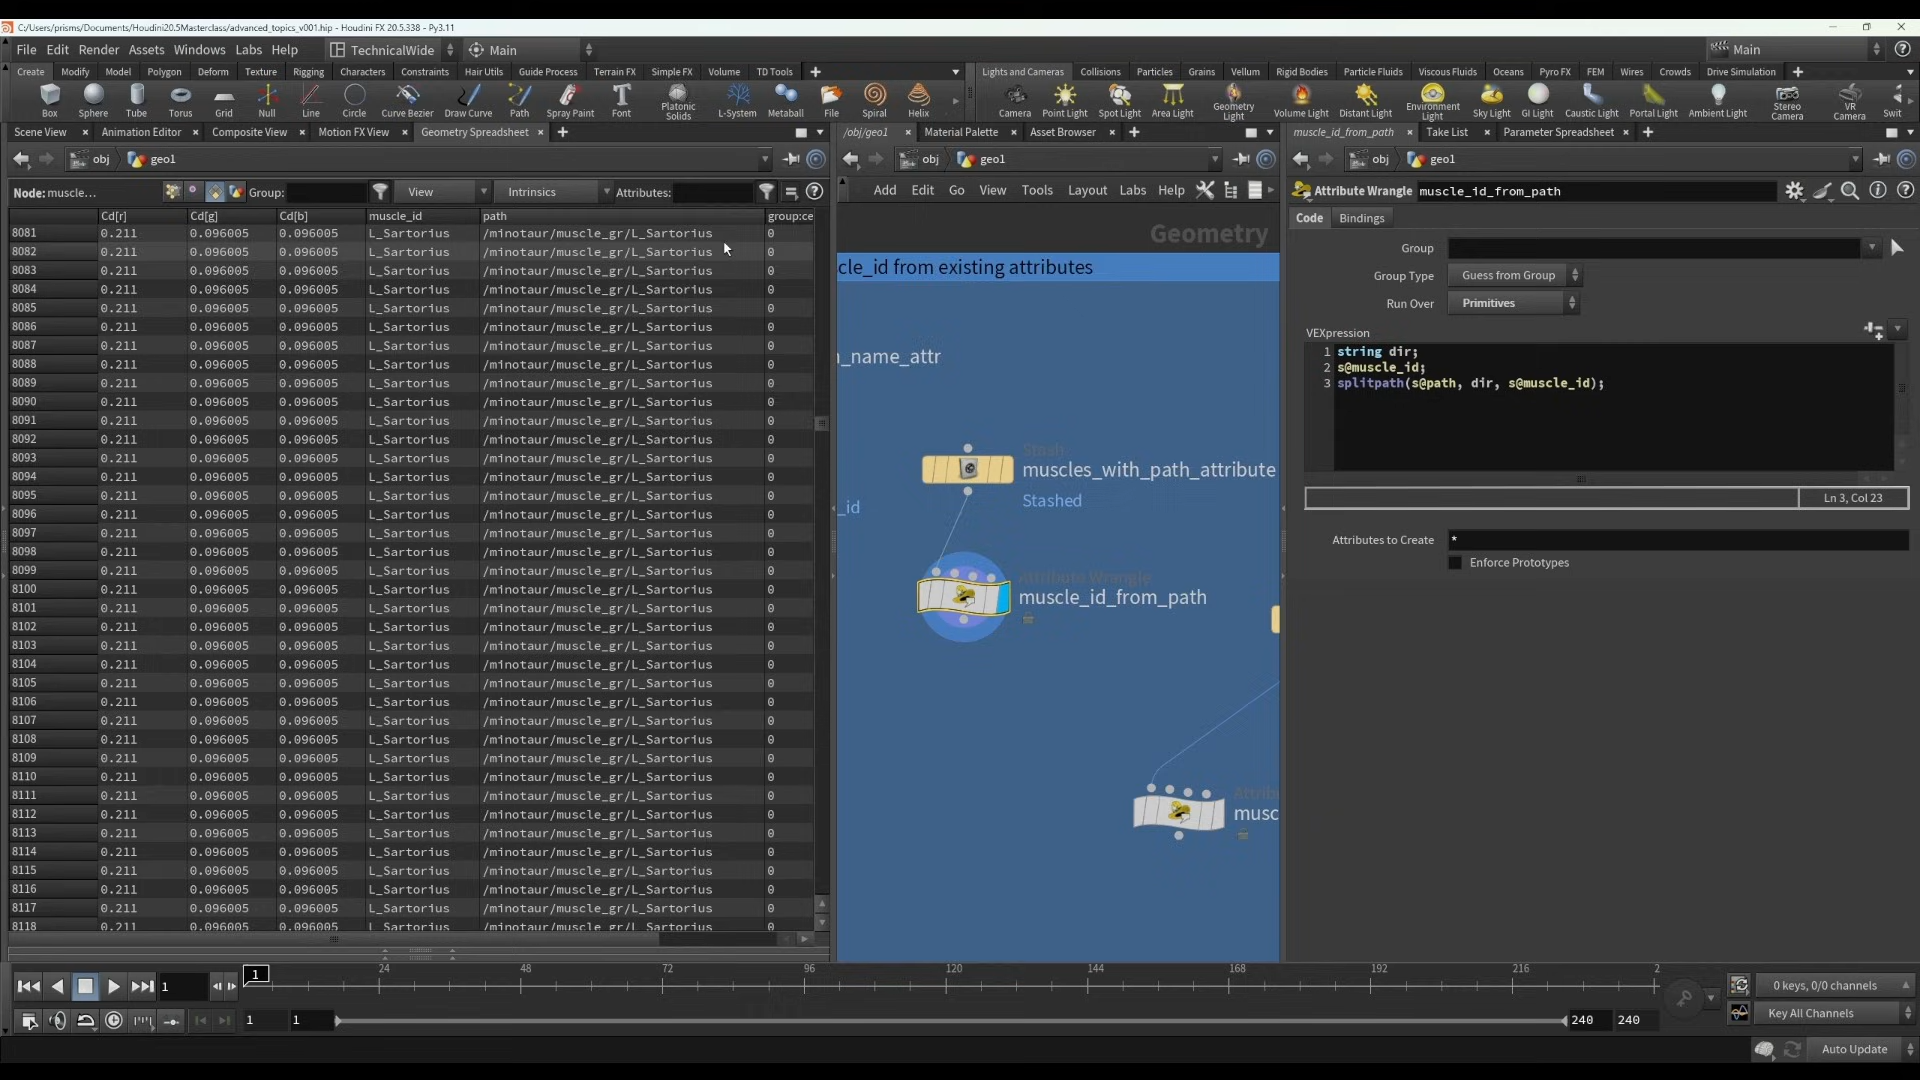 C:/Users/prisms/Documents/Houdini20.5Masterclass/advanced_topics_v001.hip - Houdini FX 20.5.338 - Py3.11
File Edit Render Assets Windows Labs Help TechnicalWide Main Main
Create Modify Model Polygon Deform Texture Rigging Characters Constraints Hair Utils Guide Process Terrain FX Simple FX Volume TD Tools
Lights and Cameras Collisions Particles Grains Vellum Rigid Bodies Particle Fluids Viscous Fluids Oceans Pyro FX FEM Wires Crowds Drive Simulation
Box Sphere Tube Torus Grid Null Line Circle Curve Bezier Draw Curve Path Spray Paint Font Platonic Solids L-System Metaball File Spiral Helix
Camera Point Light Spot Light Area Light Geometry Light Volume Light Distant Light Environment Light Sky Light GI Light Caustic Light Portal Light Ambient Light Stereo Camera VR Camera Swit
Scene View Animation Editor Composite View Motion FX View Geometry Spreadsheet
/obj/geo1 Material Palette Asset Browser
muscle_id_from_path Take List Parameter Spreadsheet
obj geo1
obj geo1
obj geo1
Node: muscle... Group: View Intrinsics Attributes:
Cd[r] Cd[g] Cd[b] muscle_id path group:ce
8081 0.211 0.096005 0.096005 L_Sartorius /minotaur/muscle_gr/L_Sartorius 0
8082 0.211 0.096005 0.096005 L_Sartorius /minotaur/muscle_gr/L_Sartorius 0
8083 0.211 0.096005 0.096005 L_Sartorius /minotaur/muscle_gr/L_Sartorius 0
8084 0.211 0.096005 0.096005 L_Sartorius /minotaur/muscle_gr/L_Sartorius 0
8085 0.211 0.096005 0.096005 L_Sartorius /minotaur/muscle_gr/L_Sartorius 0
8086 0.211 0.096005 0.096005 L_Sartorius /minotaur/muscle_gr/L_Sartorius 0
8087 0.211 0.096005 0.096005 L_Sartorius /minotaur/muscle_gr/L_Sartorius 0
8088 0.211 0.096005 0.096005 L_Sartorius /minotaur/muscle_gr/L_Sartorius 0
8089 0.211 0.096005 0.096005 L_Sartorius /minotaur/muscle_gr/L_Sartorius 0
8090 0.211 0.096005 0.096005 L_Sartorius /minotaur/muscle_gr/L_Sartorius 0
8091 0.211 0.096005 0.096005 L_Sartorius /minotaur/muscle_gr/L_Sartorius 0
8092 0.211 0.096005 0.096005 L_Sartorius /minotaur/muscle_gr/L_Sartorius 0
8093 0.211 0.096005 0.096005 L_Sartorius /minotaur/muscle_gr/L_Sartorius 0
8094 0.211 0.096005 0.096005 L_Sartorius /minotaur/muscle_gr/L_Sartorius 0
8095 0.211 0.096005 0.096005 L_Sartorius /minotaur/muscle_gr/L_Sartorius 0
8096 0.211 0.096005 0.096005 L_Sartorius /minotaur/muscle_gr/L_Sartorius 0
8097 0.211 0.096005 0.096005 L_Sartorius /minotaur/muscle_gr/L_Sartorius 0
8098 0.211 0.096005 0.096005 L_Sartorius /minotaur/muscle_gr/L_Sartorius 0
8099 0.211 0.096005 0.096005 L_Sartorius /minotaur/muscle_gr/L_Sartorius 0
8100 0.211 0.096005 0.096005 L_Sartorius /minotaur/muscle_gr/L_Sartorius 0
8101 0.211 0.096005 0.096005 L_Sartorius /minotaur/muscle_gr/L_Sartorius 0
8102 0.211 0.096005 0.096005 L_Sartorius /minotaur/muscle_gr/L_Sartorius 0
8103 0.211 0.096005 0.096005 L_Sartorius /minotaur/muscle_gr/L_Sartorius 0
8104 0.211 0.096005 0.096005 L_Sartorius /minotaur/muscle_gr/L_Sartorius 0
8105 0.211 0.096005 0.096005 L_Sartorius /minotaur/muscle_gr/L_Sartorius 0
8106 0.211 0.096005 0.096005 L_Sartorius /minotaur/muscle_gr/L_Sartorius 0
8107 0.211 0.096005 0.096005 L_Sartorius /minotaur/muscle_gr/L_Sartorius 0
8108 0.211 0.096005 0.096005 L_Sartorius /minotaur/muscle_gr/L_Sartorius 0
8109 0.211 0.096005 0.096005 L_Sartorius /minotaur/muscle_gr/L_Sartorius 0
8110 0.211 0.096005 0.096005 L_Sartorius /minotaur/muscle_gr/L_Sartorius 0
8111 0.211 0.096005 0.096005 L_Sartorius /minotaur/muscle_gr/L_Sartorius 0
8112 0.211 0.096005 0.096005 L_Sartorius /minotaur/muscle_gr/L_Sartorius 0
8113 0.211 0.096005 0.096005 L_Sartorius /minotaur/muscle_gr/L_Sartorius 0
8114 0.211 0.096005 0.096005 L_Sartorius /minotaur/muscle_gr/L_Sartorius 0
8115 0.211 0.096005 0.096005 L_Sartorius /minotaur/muscle_gr/L_Sartorius 0
8116 0.211 0.096005 0.096005 L_Sartorius /minotaur/muscle_gr/L_Sartorius 0
8117 0.211 0.096005 0.096005 L_Sartorius /minotaur/muscle_gr/L_Sartorius 0
8118 0.211 0.096005 0.096005 L_Sartorius /minotaur/muscle_gr/L_Sartorius 0
Add Edit Go View Tools Layout Labs Help
Geometry
cle_id from existing attributes
_name_attr
Stash
muscles_with_path_attribute
Stashed
_id
Attribute Wrangle
muscle_id_from_path
Attrib
musc
Attribute Wrangle muscle_id_from_path
Code Bindings
Group
Group Type Guess from Group
Run Over Primitives
VEXpression
1 string dir;
2 s@muscle_id;
3 splitpath(s@path, dir, s@muscle_id);
Ln 3, Col 23
Attributes to Create *
Enforce Prototypes
1 1 24 48 72 96 120 144 168 192 216 2
0 keys, 0/0 channels
1 1 240 240 Key All Channels
Auto Update